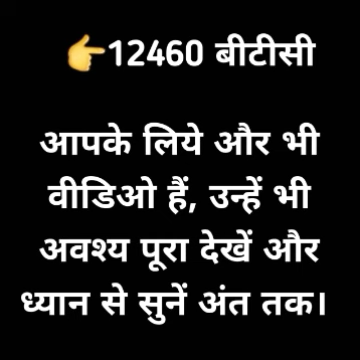 👉12460 बीटीसी
आपके लिये और भी
वीडिओ हैं, उन्हें भी
अवश्य पूरा देखें और
ध्यान से सुनें अंत तक।